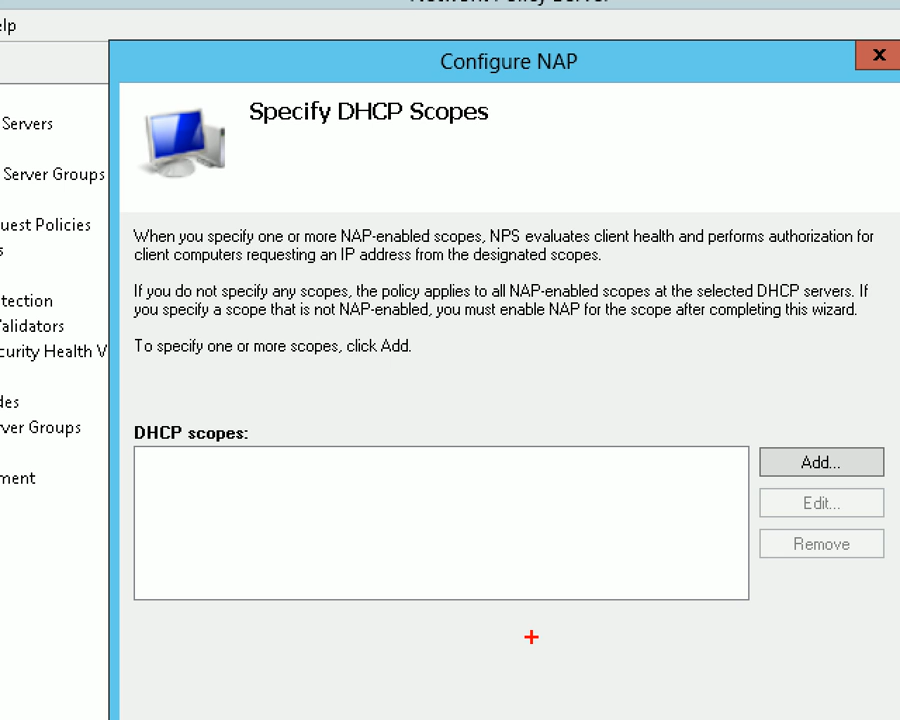 Network Policy Server
elp
Configure NAP
x
Specify DHCP Scopes
Servers
Server Groups
uest Policies
s
tection
alidators
curity Health V
des
ver Groups
ment
When you specify one or more NAP-enabled scopes, NPS evaluates client health and performs authorization for
client computers requesting an IP address from the designated scopes.
If you do not specify any scopes, the policy applies to all NAP-enabled scopes at the selected DHCP servers. If
you specify a scope that is not NAP-enabled, you must enable NAP for the scope after completing this wizard.
To specify one or more scopes, click Add.
DHCP scopes:
Add...
Edit...
Remove